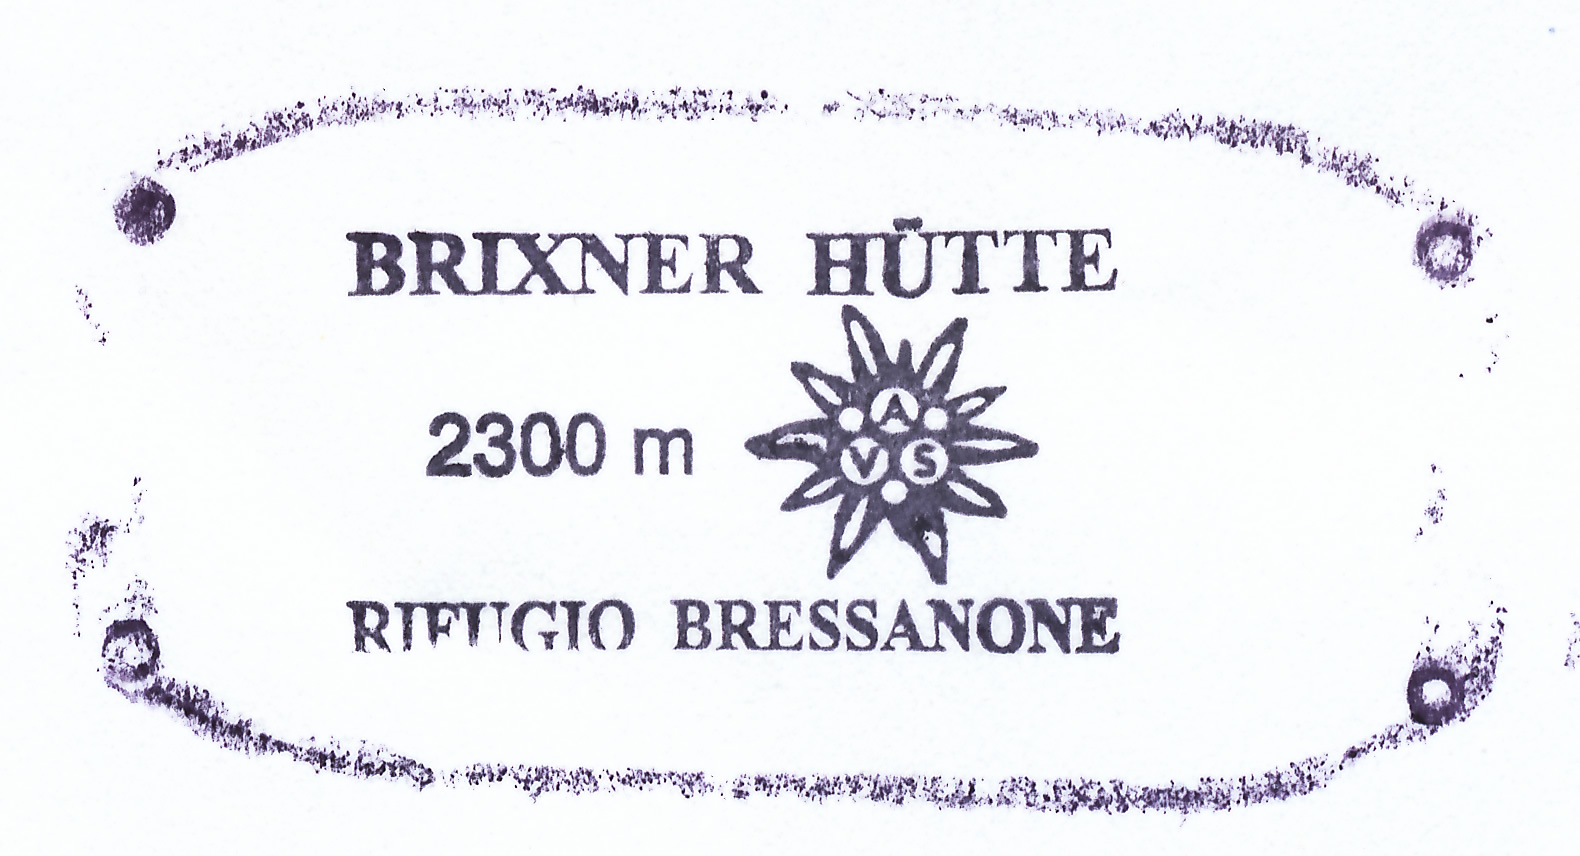 BRIXNER HÜTTE
2300 m
A
V S
RIFUGIO BRESSANONE